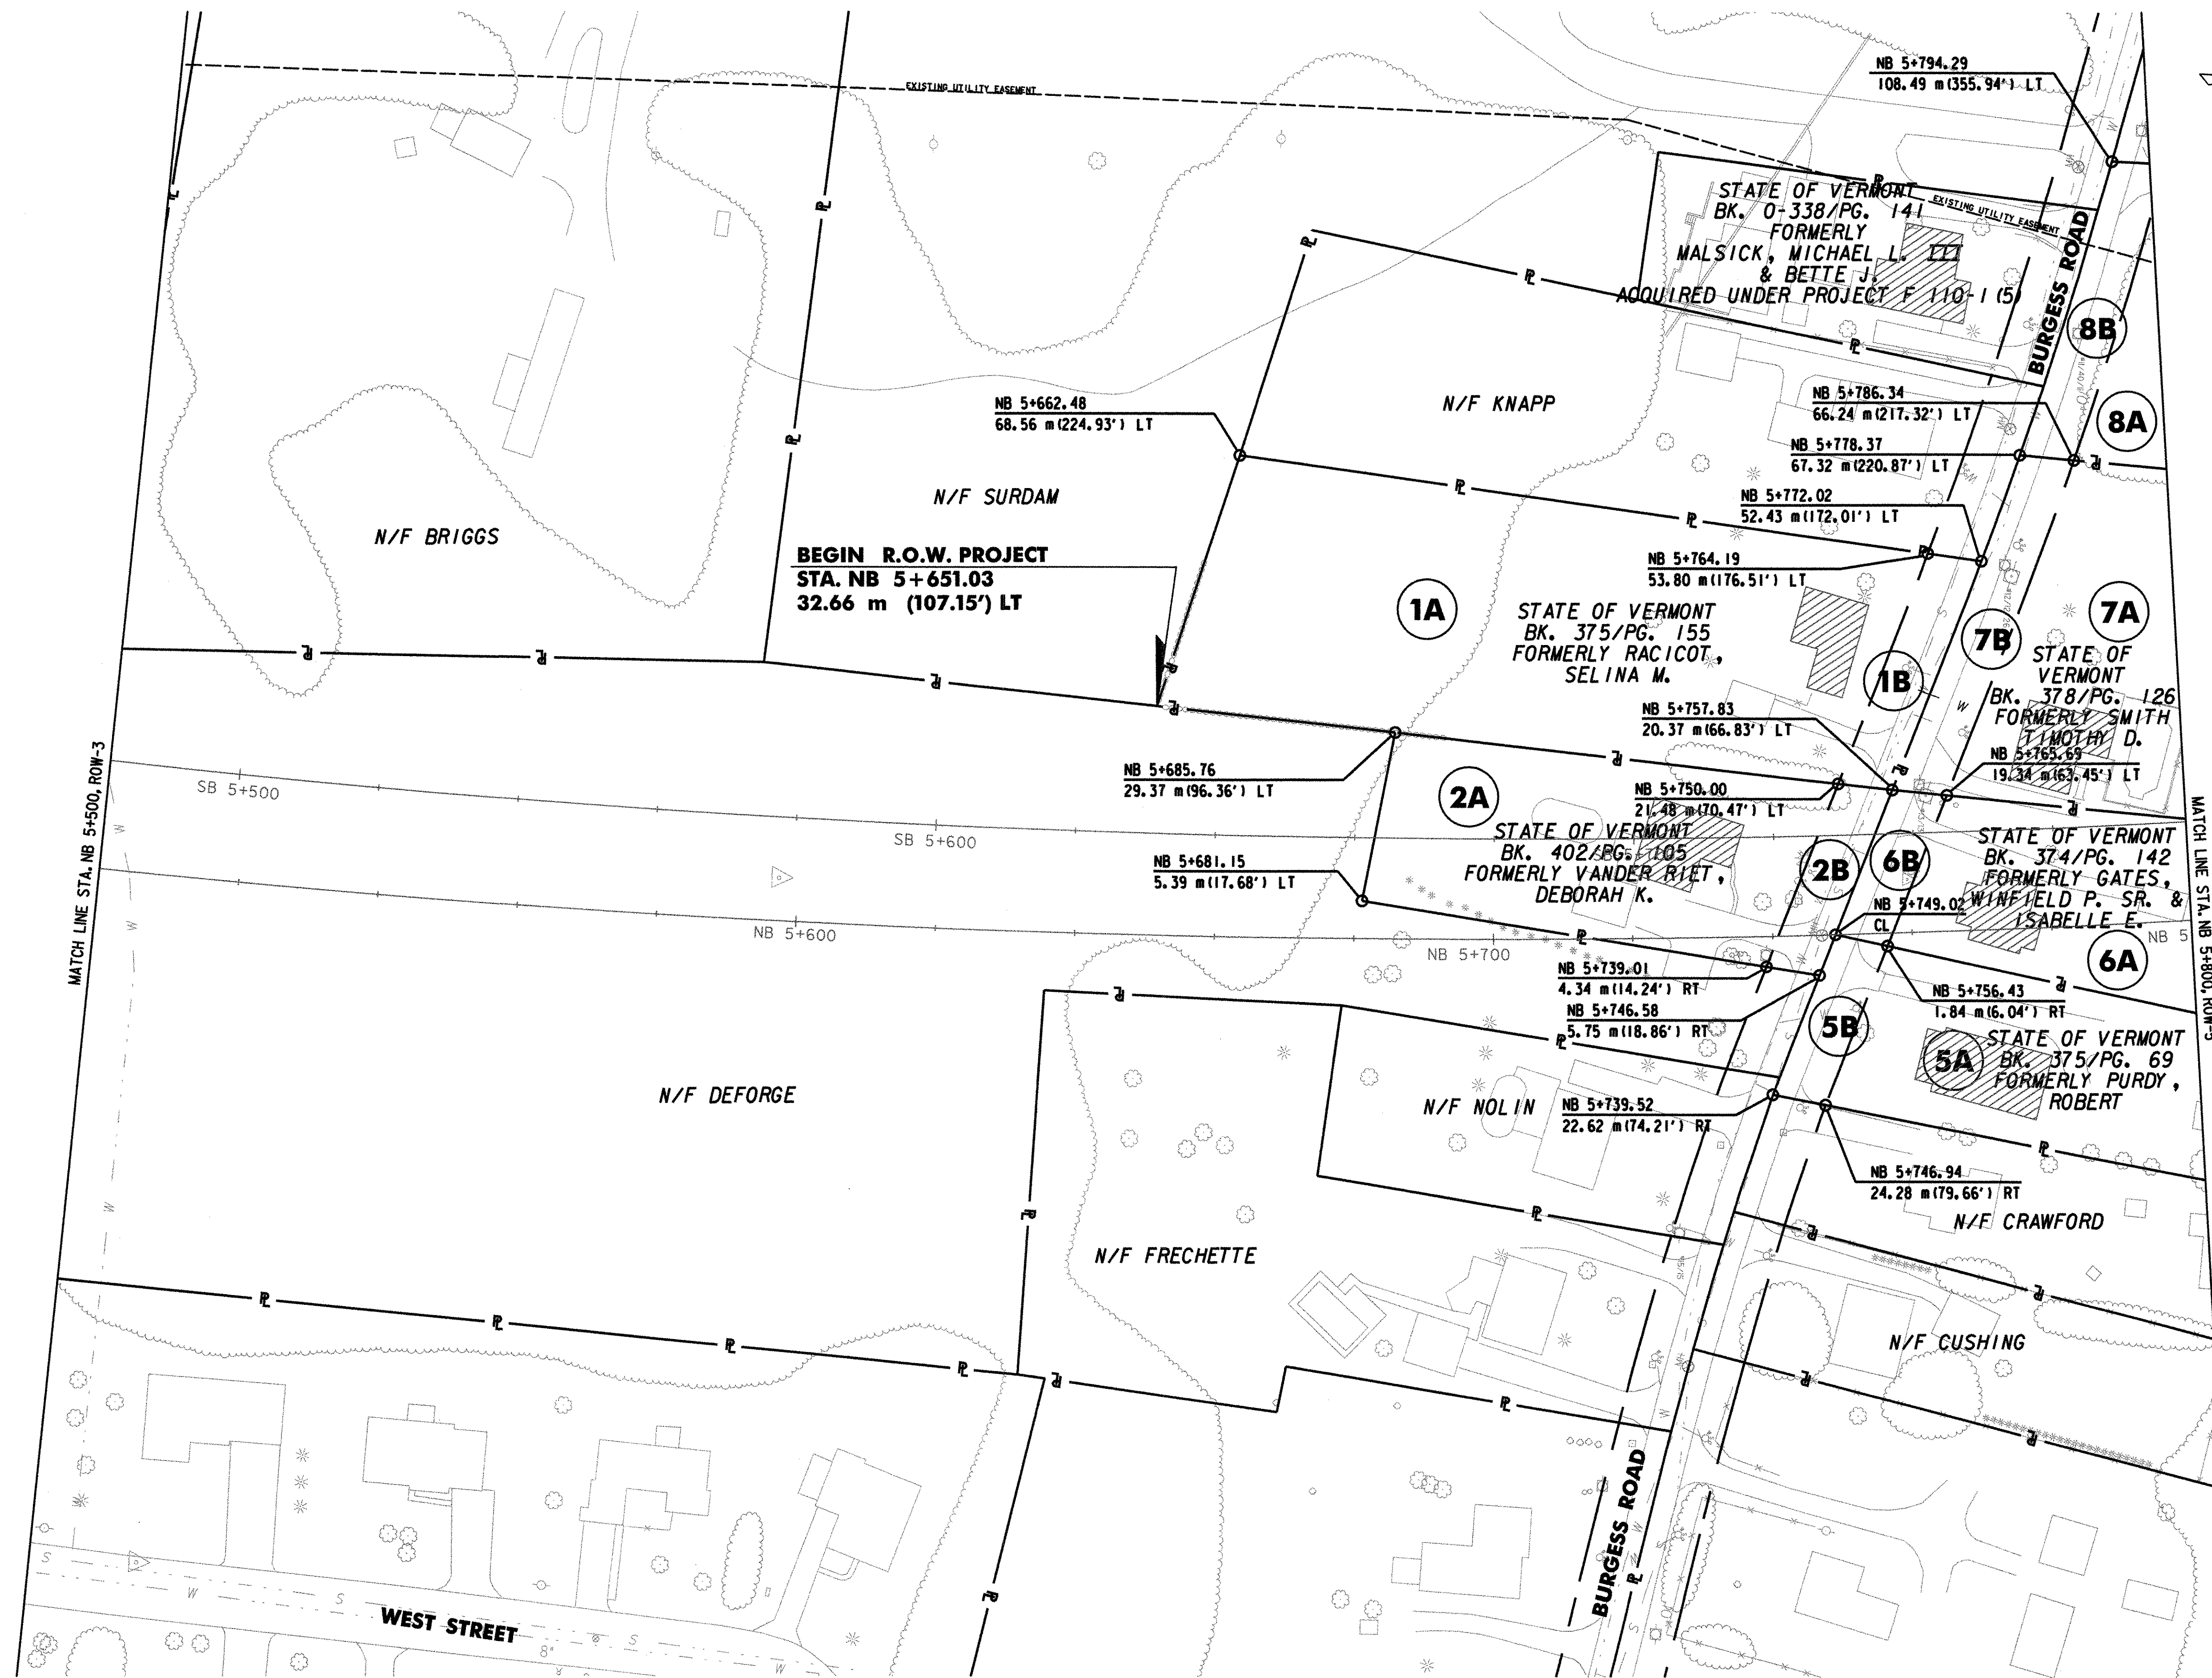 NB 5+794.29
108.49 m(355.94') LT
EXISTING UTILITY EASEMENT
STATE OF VERMONT
BK. O-338/PG. 141
FORMERLY
MALSICK, MICHAEL L. III
& BETTE J.
ACQUIRED UNDER PROJECT F 110-1(5)
EXISTING UTILITY EASEMENT
BURGESS ROAD
8B
NB 5+786.34
66.24 m(217.32') LT
8A
NB 5+778.37
67.32 m(220.87') LT
NB 5+662.48
68.56 m(224.93') LT
N/F KNAPP
N/F SURDAM
N/F BRIGGS
NB 5+772.02
52.43 m(172.01') LT
NB 5+764.19
53.80 m(176.51') LT
BEGIN R.O.W. PROJECT
STA. NB 5+651.03
32.66 m (107.15') LT
1A
STATE OF VERMONT
BK. 375/PG. 155
FORMERLY RACICOT,
SELINA M.
1B
7B
7A
STATE OF
VERMONT
BK. 378/PG. 126
FORMERLY SMITH
TIMOTHY D.
NB 5+765.69
19.34 m(63.45') LT
NB 5+757.83
20.37 m(66.83') LT
NB 5+750.00
21.48 m(70.47') LT
NB 5+685.76
29.37 m(96.36') LT
2A
STATE OF VERMONT
BK. 402/PG. 105
FORMERLY VANDER RIET,
DEBORAH K.
2B
6B
STATE OF VERMONT
BK. 374/PG. 142
FORMERLY GATES,
WINFIELD P. SR. &
ISABELLE E.
6A
NB 5+749.02
CL
NB 5+681.15
5.39 m(17.68') LT
MATCH LINE STA. NB 5+500, ROW-3
SB 5+500
SB 5+600
NB 5+600
NB 5+700
NB 5
MATCH LINE STA. NB 5+800, ROW-5
NB 5+739.01
4.34 m(14.24') RT
NB 5+746.58
5.75 m(18.86') RT
NB 5+756.43
1.84 m(6.04') RT
5B
5A
STATE OF VERMONT
BK. 375/PG. 69
FORMERLY PURDY,
ROBERT
N/F DEFORGE
N/F NOLIN
NB 5+739.52
22.62 m(74.21') RT
NB 5+746.94
24.28 m(79.66') RT
N/F CRAWFORD
N/F FRECHETTE
N/F CUSHING
BURGESS ROAD
WEST STREET